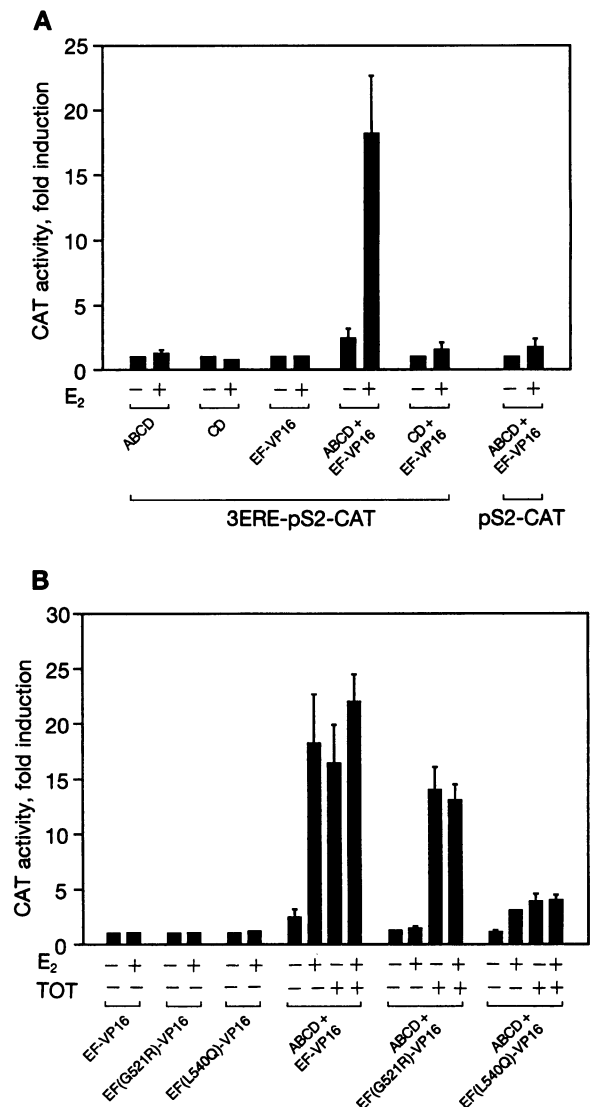 A
CAT activity, fold induction
25
20
15
10
5
0
E2
− + − + − + − + − + − +
ABCD
CD
EF-VP16
ABCD +
EF-VP16
CD +
EF-VP16
ABCD +
EF-VP16
3ERE-pS2-CAT
pS2-CAT
B
CAT activity, fold induction
30
25
20
15
10
5
0
E2 − + − + − + − + − + − + − + − + − +
TOT − − − − − − − − + + − − + + − − + +
EF-VP16
EF(G521R)-VP16
EF(L540Q)-VP16
ABCD +
EF-VP16
ABCD +
EF(G521R)-VP16
ABCD +
EF(L540Q)-VP16